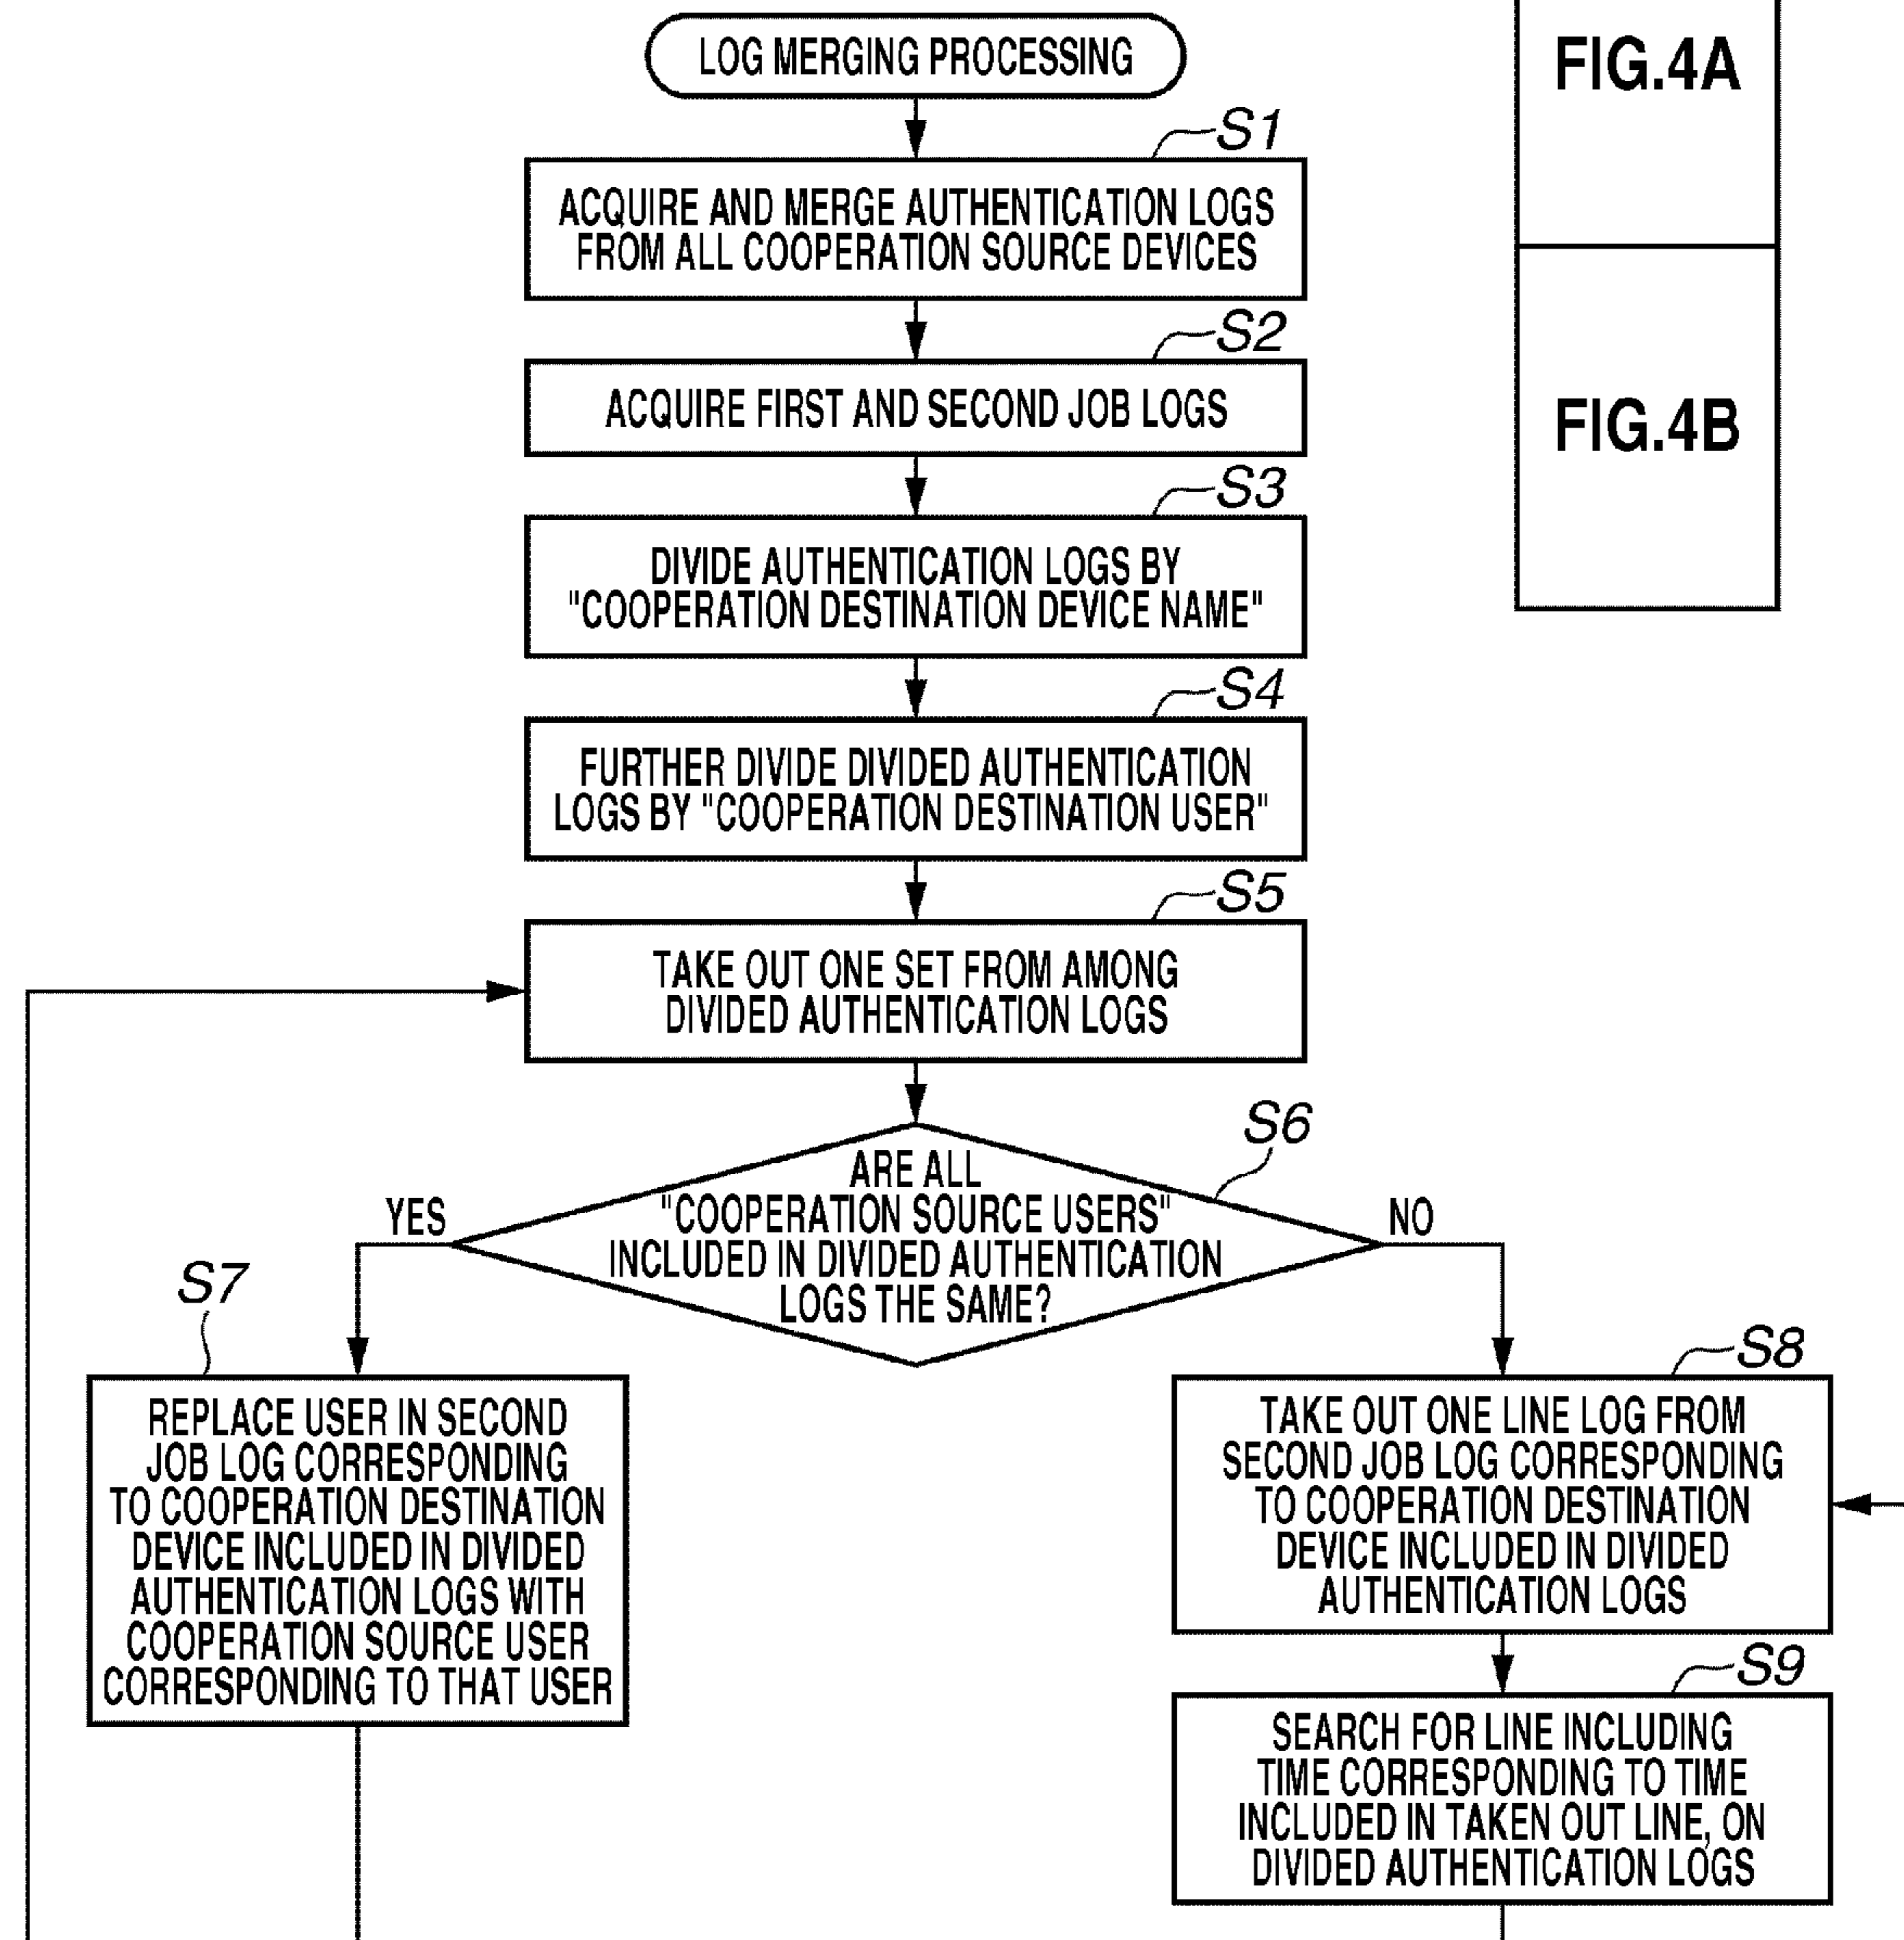 LOG MERGING PROCESSING
FIG.4A
S1
ACQUIRE AND MERGE AUTHENTICATION LOGS
FROM ALL COOPERATION SOURCE DEVICES
S2
ACQUIRE FIRST AND SECOND JOB LOGS
FIG.4B
S3
DIVIDE AUTHENTICATION LOGS BY
"COOPERATION DESTINATION DEVICE NAME"
S4
FURTHER DIVIDE DIVIDED AUTHENTICATION
LOGS BY "COOPERATION DESTINATION USER"
S5
TAKE OUT ONE SET FROM AMONG
DIVIDED AUTHENTICATION LOGS
S6
ARE ALL
"COOPERATION SOURCE USERS"
INCLUDED IN DIVIDED AUTHENTICATION
LOGS THE SAME?
YES
NO
S7
REPLACE USER IN SECOND
JOB LOG CORRESPONDING
TO COOPERATION DESTINATION
DEVICE INCLUDED IN DIVIDED
AUTHENTICATION LOGS WITH
COOPERATION SOURCE USER
CORRESPONDING TO THAT USER
S8
TAKE OUT ONE LINE LOG FROM
SECOND JOB LOG CORRESPONDING
TO COOPERATION DESTINATION
DEVICE INCLUDED IN DIVIDED
AUTHENTICATION LOGS
S9
SEARCH FOR LINE INCLUDING
TIME CORRESPONDING TO TIME
INCLUDED IN TAKEN OUT LINE, ON
DIVIDED AUTHENTICATION LOGS